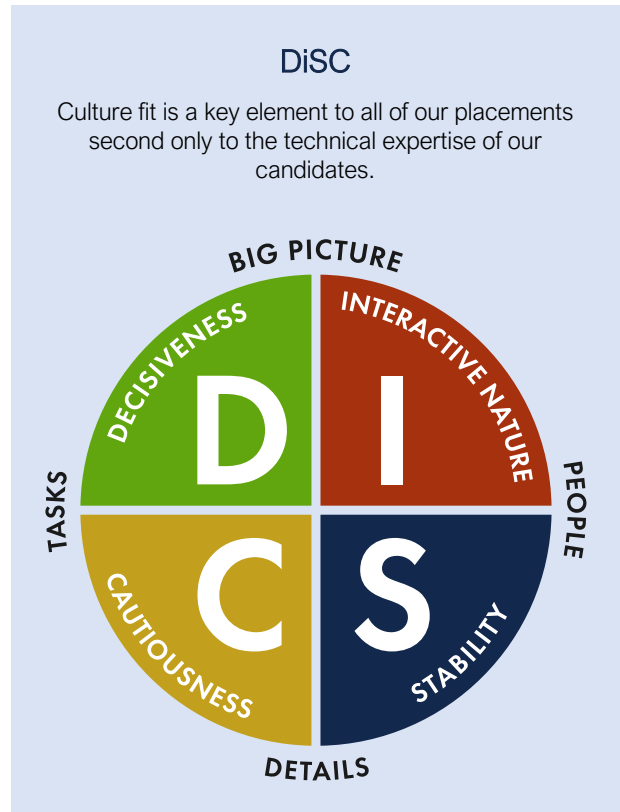 DiSC
Culture fit is a key element to all of our placements
second only to the technical expertise of our
candidates.
BIG PICTURE
DECISIVENESS
INTERACTIVE NATURE
D
I
TASKS
PEOPLE
C
S
CAUTIOUSNESS
STABILITY
DETAILS